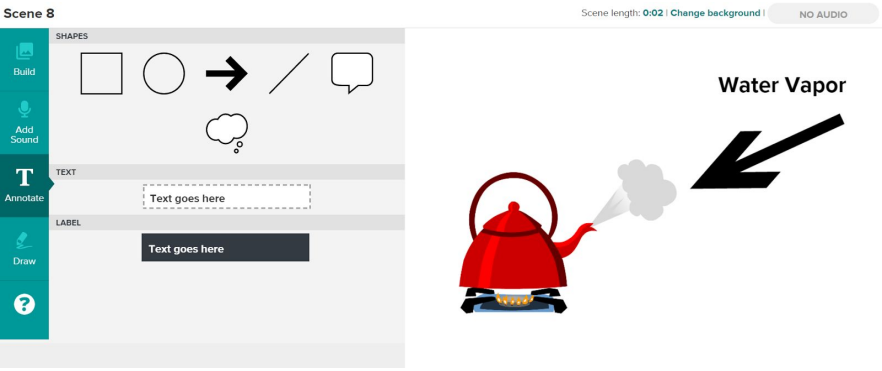 Scene 8
Scene length: 0:02 | Change background |
NO AUDIO
Build
Add
Sound
T
Annotate
Draw
?
SHAPES
TEXT
Text goes here
LABEL
Text goes here
Water Vapor